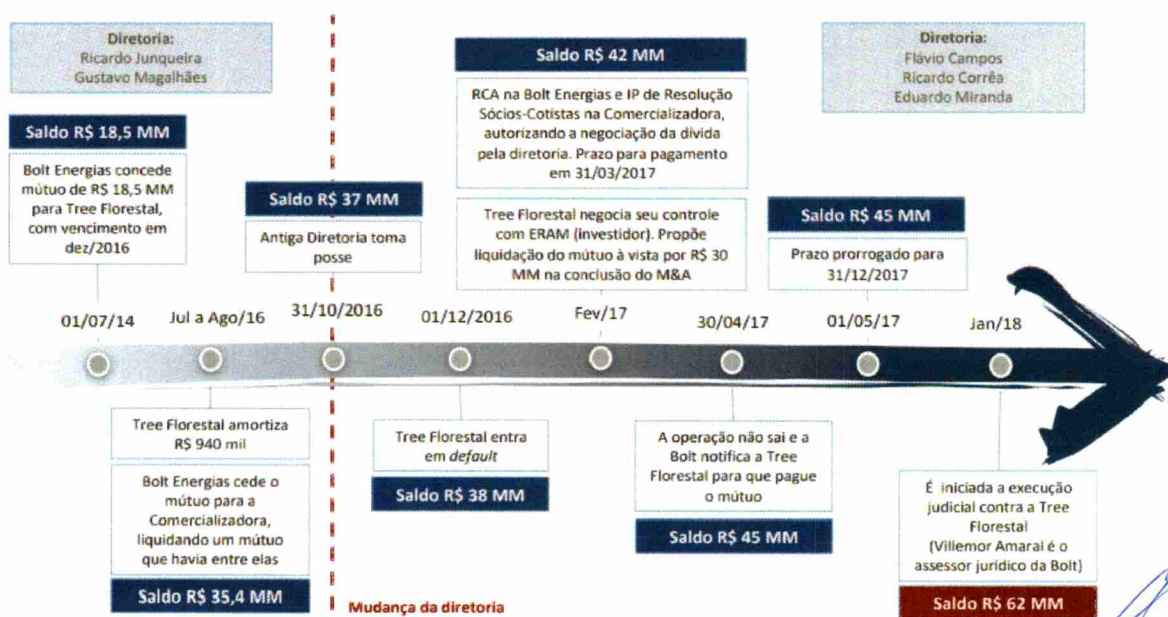 Diretoria:
Ricardo Junqueira
Gustavo Magalhães
Saldo R$ 18,5 MM
Bolt Energias concede
mútuo de R$ 18,5 MM
para Tree Florestal,
com vencimento em
dez/2016
Saldo R$ 37 MM
Antiga Diretoria toma
posse
Saldo R$ 42 MM
RCA na Bolt Energias e IP de Resolução
Sócios-Cotistas na Comercializadora,
autorizando a negociação da dívida
pela diretoria. Prazo para pagamento
em 31/03/2017
Tree Florestal negocia seu controle
com ERAM (investidor). Propõe
liquidação do mútuo à vista por R$ 30
MM na conclusão do M&A
Diretoria:
Flávio Campos
Ricardo Corrêa
Eduardo Miranda
Saldo R$ 45 MM
Prazo prorrogado para
31/12/2017
01/07/14
Jul a Ago/16
31/10/2016
01/12/2016
Fev/17
30/04/17
01/05/17
Jan/18
Tree Florestal amortiza
R$ 940 mil
Bolt Energias cede o
mútuo para a
Comercializadora,
liquidando um mútuo
que havia entre elas
Saldo R$ 35,4 MM
Mudança da diretoria
Tree Florestal entra
em default
Saldo R$ 38 MM
A operação não sai e a
Bolt notifica a Tree
Florestal para que pague
o mútuo
Saldo R$ 45 MM
É iniciada a execução
judicial contra a Tree
Florestal
(Villemor Amaral é o
assessor jurídico da Bolt)
Saldo R$ 62 MM